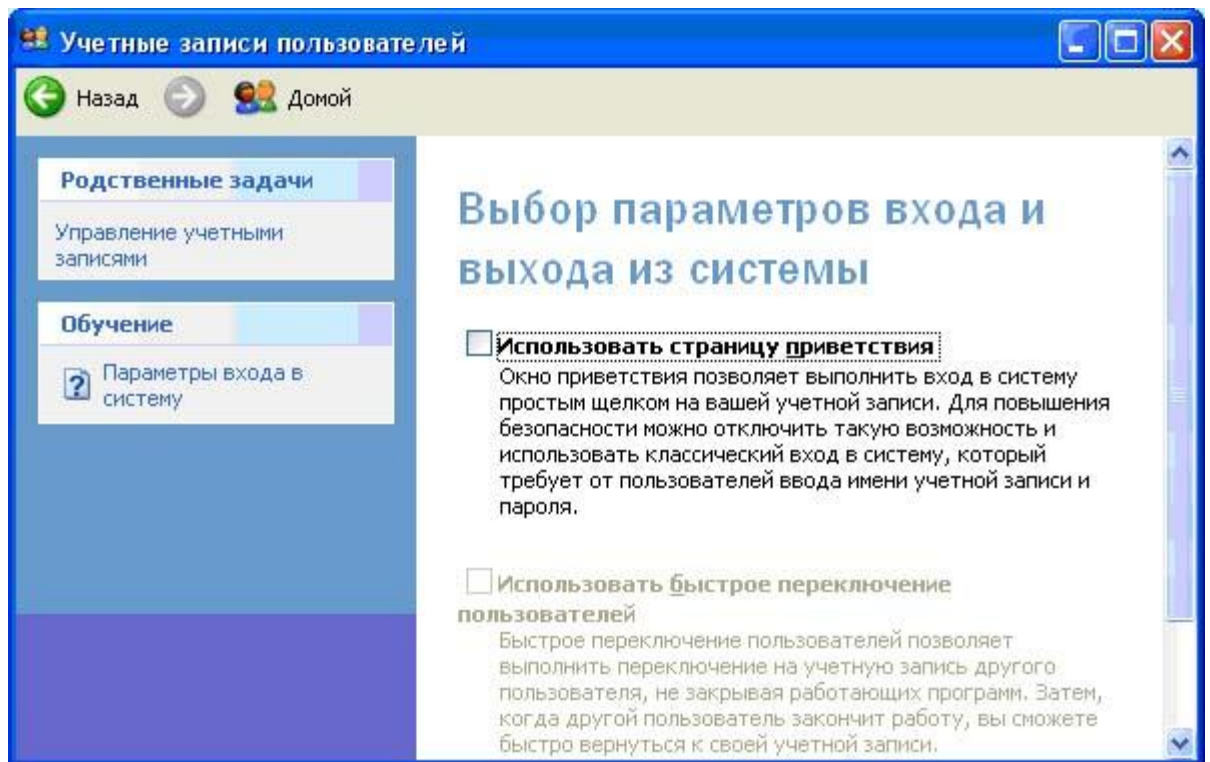 Учетные записи пользователей
Назад
Домой
Родственные задачи
Управление учетными
записями
Обучение
Параметры входа в
систему
Выбор параметров входа и
выхода из системы
Использовать страницу приветствия
Окно приветствия позволяет выполнить вход в систему
простым щелком на вашей учетной записи. Для повышения
безопасности можно отключить такую возможность и
использовать классический вход в систему, который
требует от пользователей ввода имени учетной записи и
пароля.
Использовать быстрое переключение
пользователей
Быстрое переключение пользователей позволяет
выполнить переключение на учетную запись другого
пользователя, не закрывая работающих программ. Затем,
когда другой пользователь закончит работу, вы сможете
быстро вернуться к своей учетной записи.